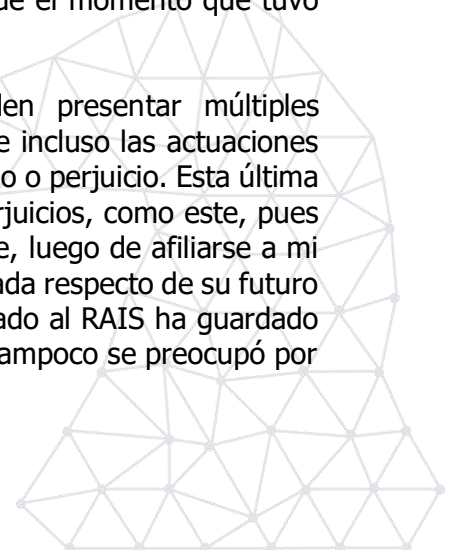 de el momento que tuvo
den presentar múltiples
e incluso las actuaciones
o o perjuicio. Esta última
rjuicios, como este, pues
e, luego de afiliarse a mi
ada respecto de su futuro
ado al RAIS ha guardado
ampoco se preocupó por